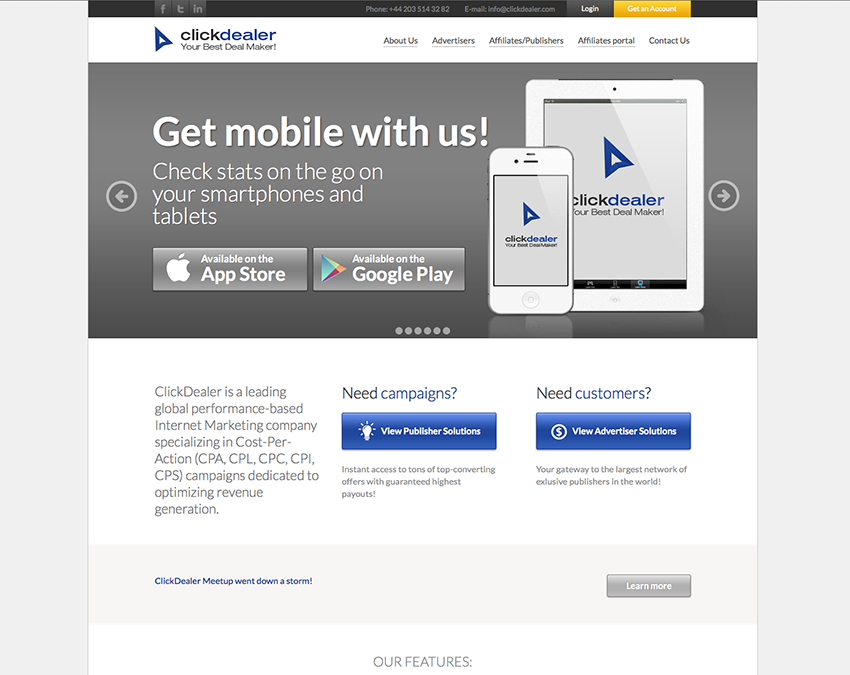 Phone: +44 203 514 32 82 E-mail: info@clickdealer.com Login Get an Account
clickdealer
Your Best Deal Maker!
About Us Advertisers Affiliates/Publishers Affiliates portal Contact Us
Get mobile with us!
Check stats on the go on
your smartphones and
tablets
Available on the
App Store
Available on the
Google Play
clickdealer
Your Best Deal Maker!
clickdealer
Your Best Deal Maker!
ClickDealer is a leading
global performance-based
Internet Marketing company
specializing in Cost-Per-
Action (CPA, CPL, CPC, CPI,
CPS) campaigns dedicated to
optimizing revenue
generation.
Need campaigns?
View Publisher Solutions
Instant access to tons of top-converting
offers with guaranteed highest
payouts!
Need customers?
View Advertiser Solutions
Your gateway to the largest network of
exlusive publishers in the world!
ClickDealer Meetup went down a storm!
Learn more
OUR FEATURES: